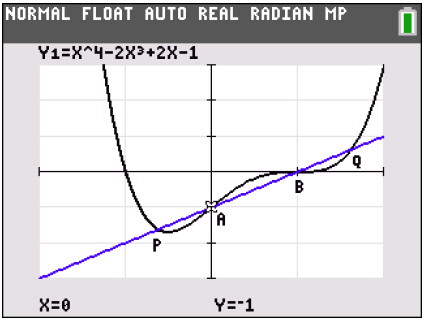 NORMAL FLOAT AUTO REAL RADIAN MP
Y1=X^4-2X³+2X-1
Q
B
A
P
X=0 Y=⁻1